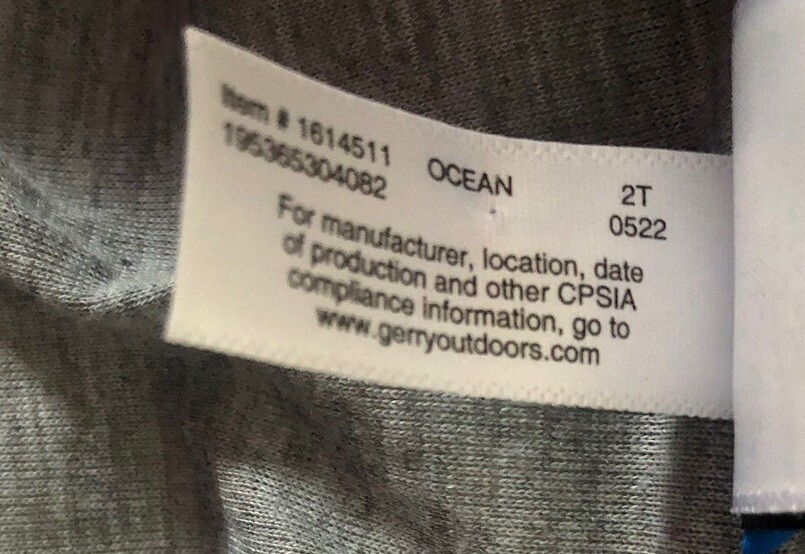 Item # 1614511 OCEAN 2T
195365304082 0522
For manufacturer, location, date
of production and other CPSIA
compliance information, go to
www.gerryoutdoors.com